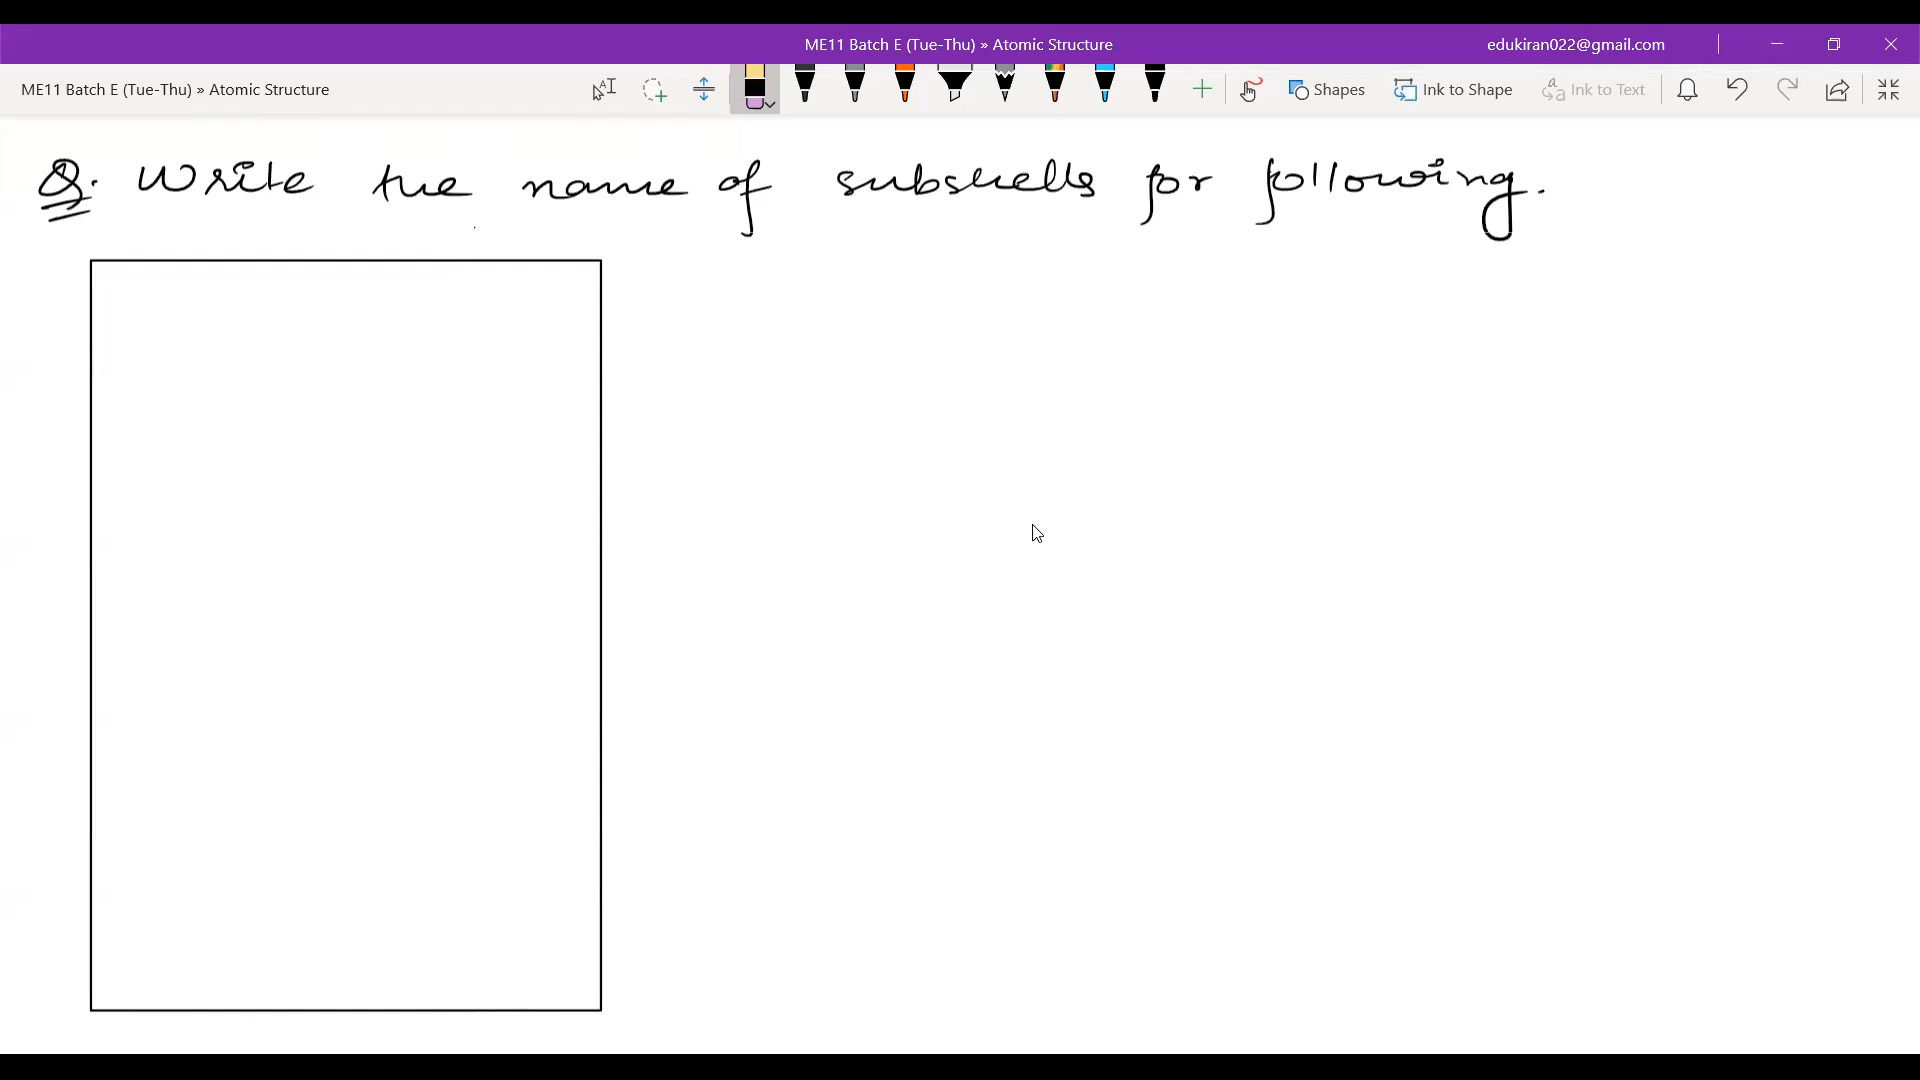 ME11 Batch E (Tue-Thu) » Atomic Structure
edukiran022@gmail.com
ME11 Batch E (Tue-Thu) » Atomic Structure
Shapes
Ink to Shape
Ink to Text
Q. Write the name of subshells for following.